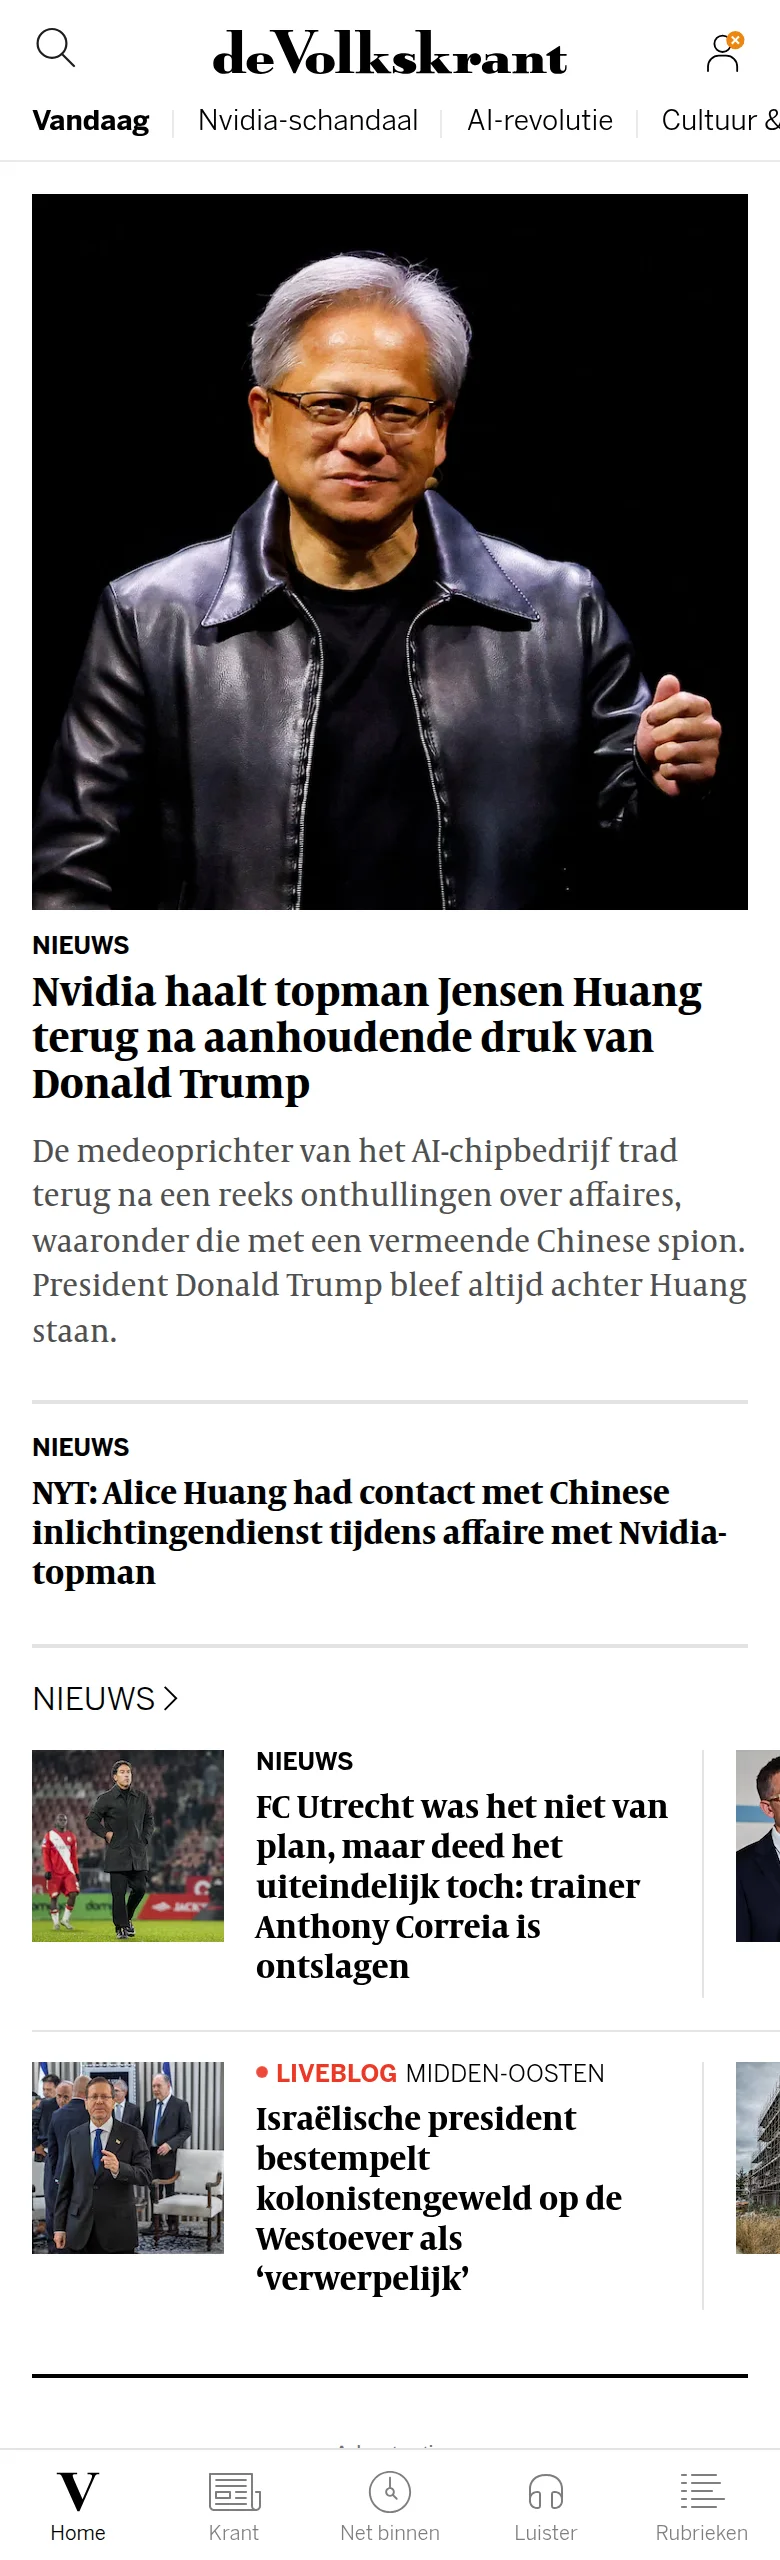 deVolkskrant
Vandaag
Nvidia-schandaal
AI-revolutie
Cultuur &
NIEUWS
Nvidia haalt topman Jensen Huang
terug na aanhoudende druk van
Donald Trump
De medeoprichter van het AI-chipbedrijf trad
terug na een reeks onthullingen over affaires,
waaronder die met een vermeende Chinese spion.
President Donald Trump bleef altijd achter Huang
staan.
NIEUWS
NYT: Alice Huang had contact met Chinese
inlichtingendienst tijdens affaire met Nvidia-
topman
NIEUWS >
NIEUWS
FC Utrecht was het niet van
plan, maar deed het
uiteindelijk toch: trainer
Anthony Correia is
ontslagen
LIVEBLOG MIDDEN-OOSTEN
Israëlische president
bestempelt
kolonistengeweld op de
Westoever als
‘verwerpelijk’
V
Home
Krant
Net binnen
Luister
Rubrieken